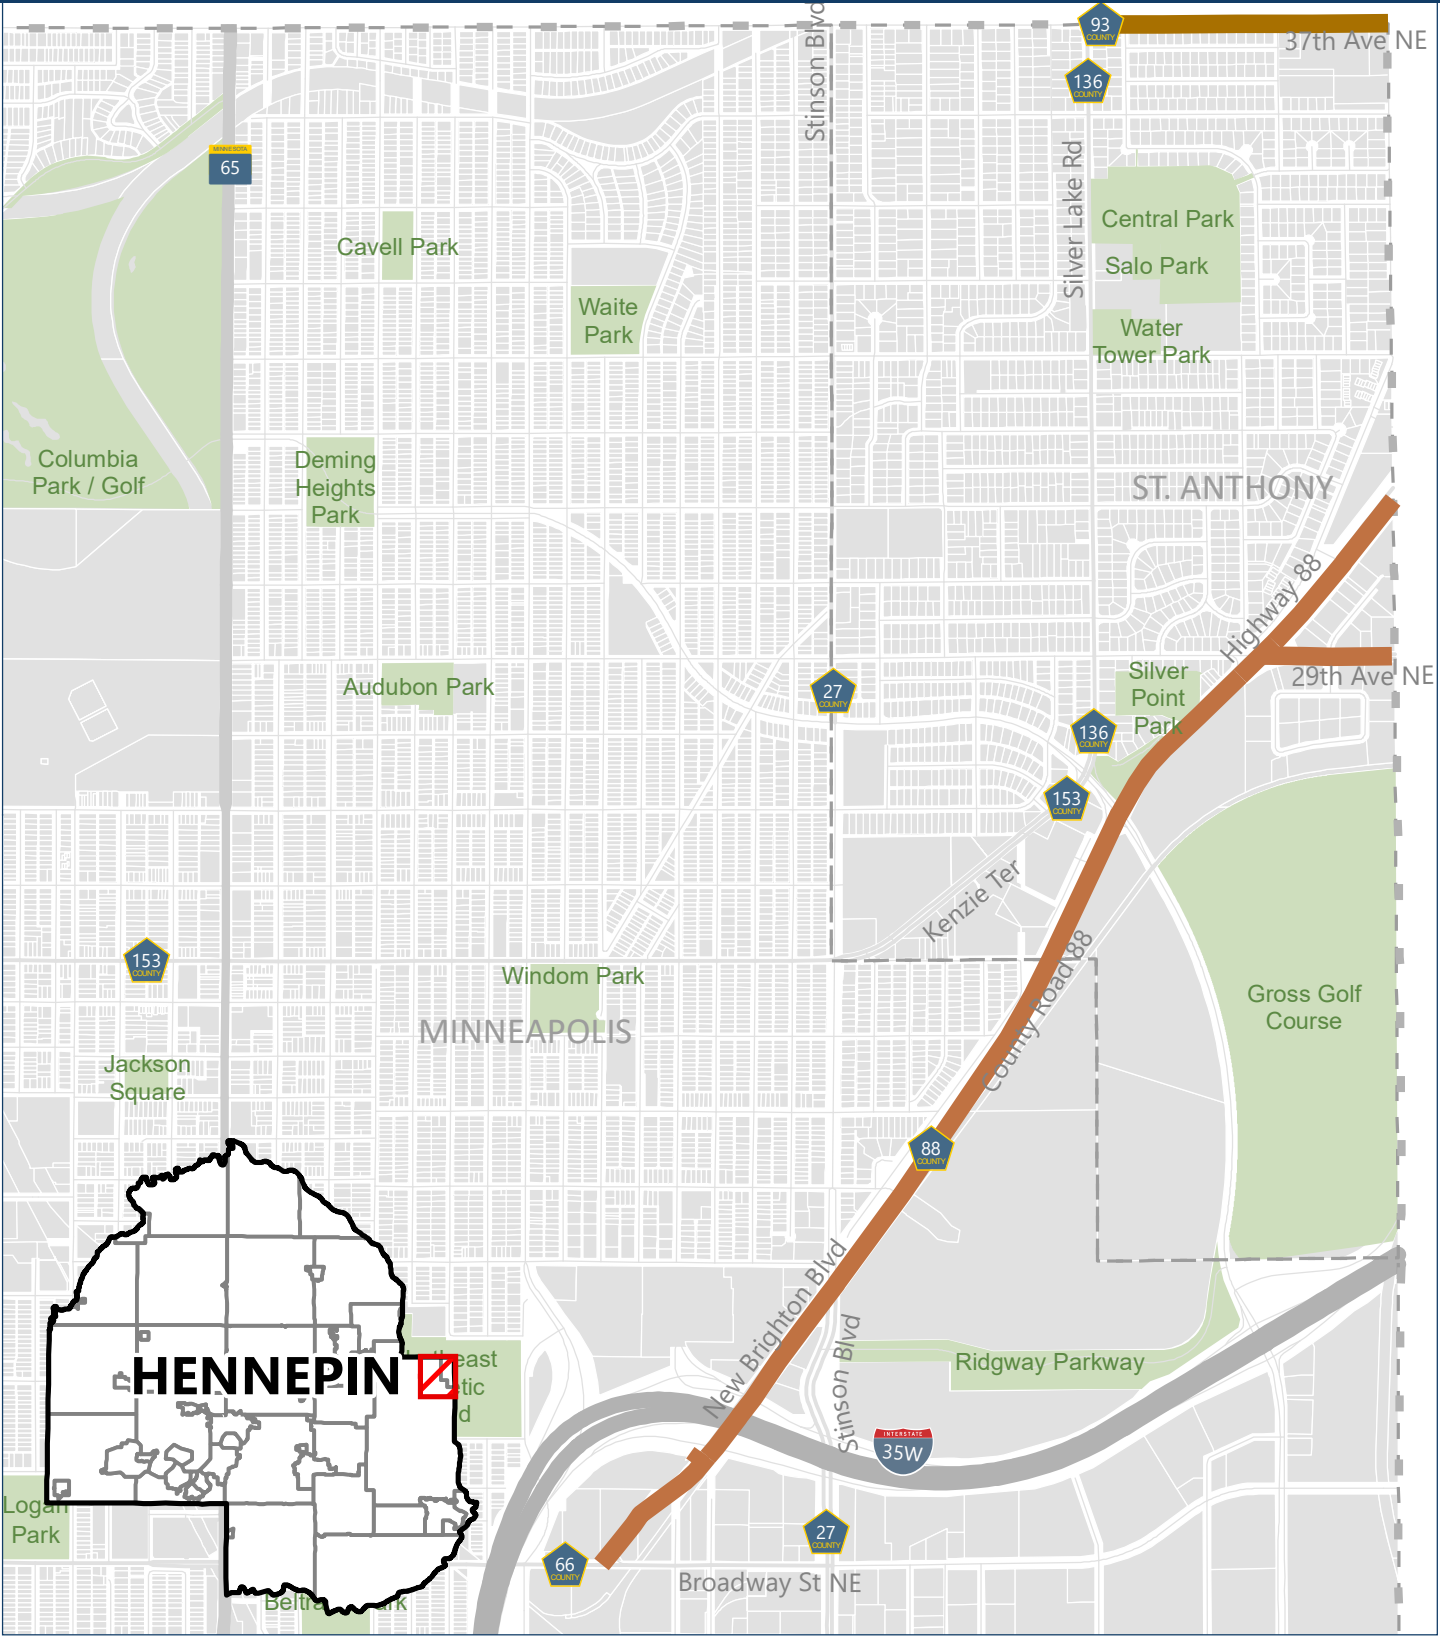 Stinson Blvd
93
COUNTY
37th Ave NE
136
COUNTY
MINNESOTA
65
Silver Lake Rd
Central Park
Cavell Park
Salo Park
Waite
Park
Water
Tower Park
Columbia
Park / Golf
Deming
Heights
Park
ST. ANTHONY
Highway 88
Audubon Park
27
COUNTY
Silver
Point
Park
29th Ave NE
136
COUNTY
153
COUNTY
Kenzie Ter
153
COUNTY
Windom Park
MINNEAPOLIS
County Road 88
Gross Golf
Course
Jackson
Square
88
COUNTY
New Brighton Blvd
Stinson Blvd
Ridgway Parkway
HENNEPIN
INTERSTATE
35W
Logan
Park
27
COUNTY
66
COUNTY
Broadway St NE